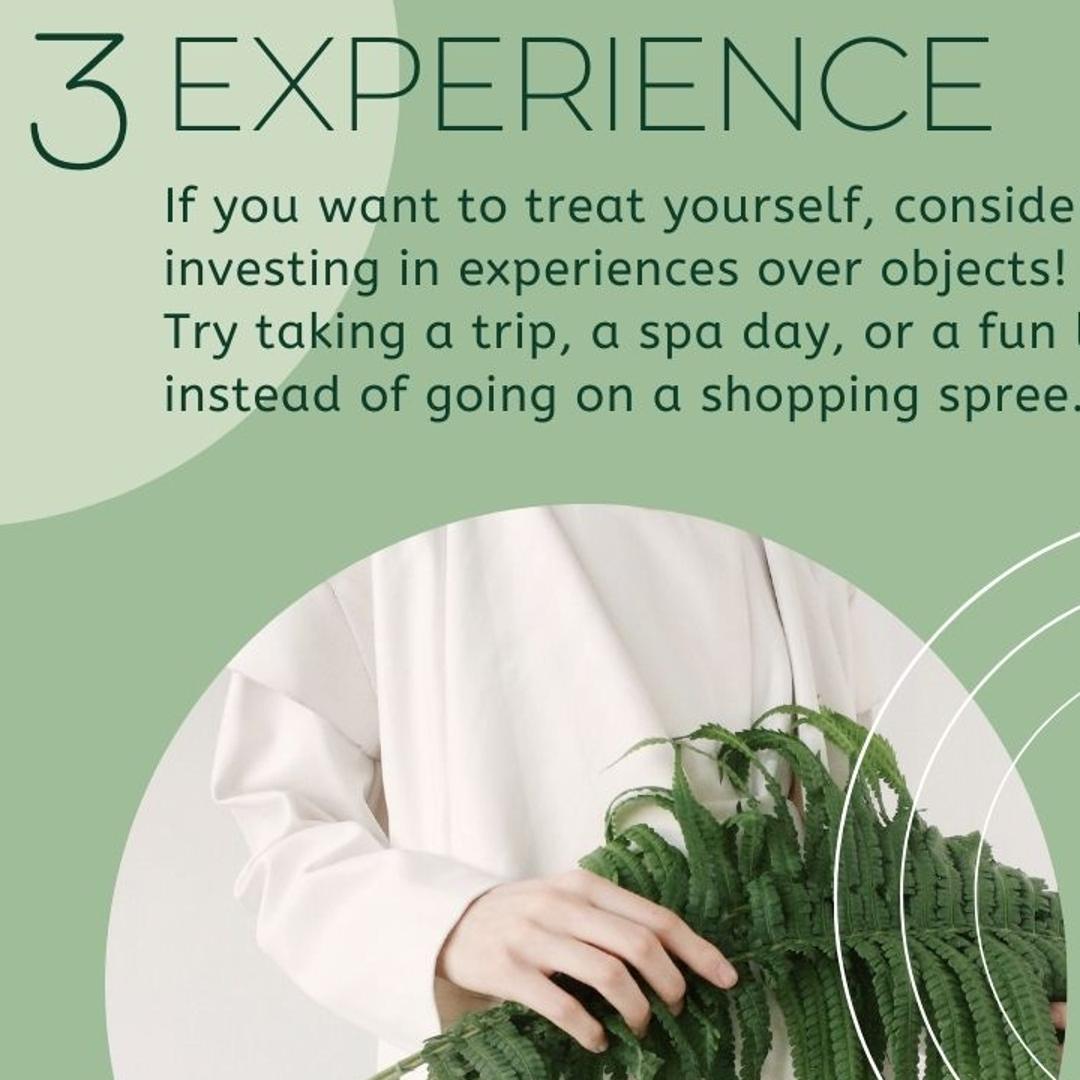 3 EXPERIENCE
If you want to treat yourself, conside
investing in experiences over objects!
Try taking a trip, a spa day, or a fun
instead of going on a shopping spree.